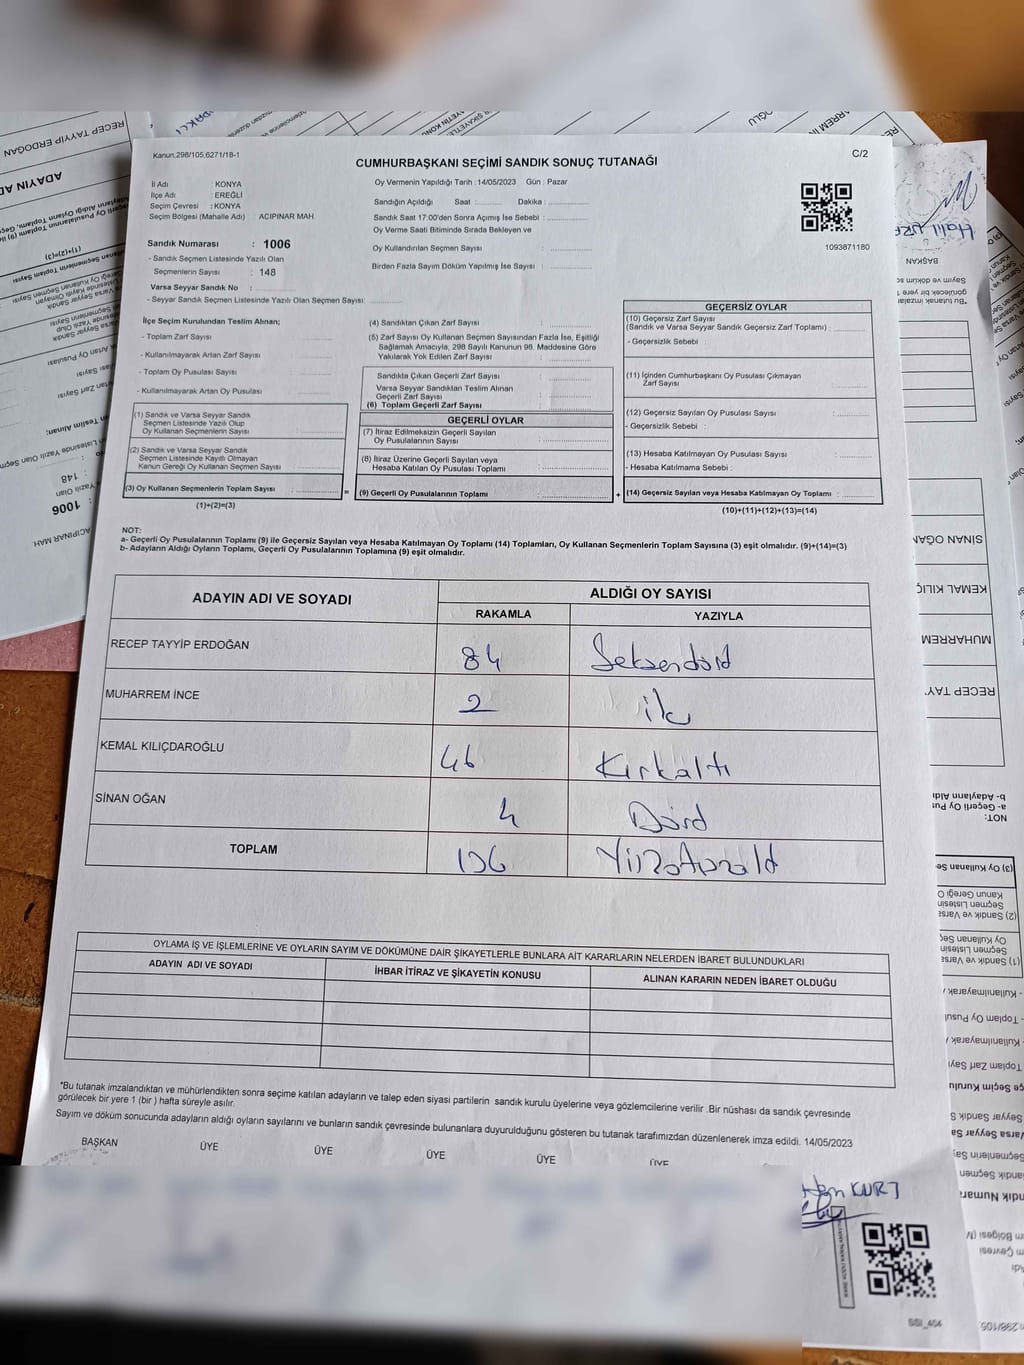 Kanun,298/105,6271/18-1
C/2
CUMHURBAŞKANI SEÇİMİ SANDIK SONUÇ TUTANAĞI
İl Adı : KONYA
İlçe Adı : EREĞLİ
Seçim Çevresi : KONYA
Seçim Bölgesi (Mahalle Adı) : ACIPINAR MAH.
Sandık Numarası : 1006
- Sandık Seçmen Listesinde Yazılı Olan
Seçmenlerin Sayısı : 148
Varsa Seyyar Sandık No :
- Seyyar Sandık Seçmen Listesinde Yazılı Olan Seçmen Sayısı:
Oy Vermenin Yapıldığı Tarih : 14/05/2023 Gün : Pazar
Sandığın Açıldığı Saat : Dakika :
Sandık Saat 17:00'den Sonra Açımış İse Sebebi :
Oy Verme Saati Bitiminde Sırada Bekleyen ve
Oy Kullandırılan Seçmen Sayısı :
Birden Fazla Sayım Döküm Yapılmış İse Sayısı :
1093871180
İlçe Seçim Kurulundan Teslim Alınan;
- Toplam Zarf Sayısı
- Kullanılmayarak Artan Zarf Sayısı
- Toplam Oy Pusulası Sayısı
- Kullanılmayarak Artan Oy Pusulası
(1) Sandık ve Varsa Seyyar Sandık
Seçmen Listesinde Yazılı Olup
Oy Kullanan Seçmenlerin Sayısı
(2) Sandık ve Varsa Seyyar Sandık
Seçmen Listesinde Kayıtlı Olmayan
Kanun Gereği Oy Kullanan Seçmen Sayısı
(3) Oy Kullanan Seçmenlerin Toplam Sayısı
(1)+(2)=(3)
(4) Sandıktan Çıkan Zarf Sayısı
(5) Zarf Sayısı Oy Kullanan Seçmen Sayısından Fazla İse, Eşitliği
Sağlamak Amacıyla, 298 Sayılı Kanunun 98. Maddesine Göre
Yakılarak Yok Edilen Zarf Sayısı
Sandıkta Çıkan Geçerli Zarf Sayısı
Varsa Seyyar Sandıktan Teslim Alınan
Geçerli Zarf Sayısı
(6) Toplam Geçerli Zarf Sayısı
GEÇERLİ OYLAR
(7) İtiraz Edilmeksizin Geçerli Sayılan
Oy Pusulalarının Sayısı
(8) İtiraz Üzerine Geçerli Sayılan veya
Hesaba Katılan Oy Pusulası Toplamı
= (9) Geçerli Oy Pusulalarının Toplamı
GEÇERSİZ OYLAR
(10) Geçersiz Zarf Sayısı
(Sandık ve Varsa Seyyar Sandık Geçersiz Zarf Toplamı) :
- Geçersizlik Sebebi :
(11) İçinden Cumhurbaşkanı Oy Pusulası Çıkmayan
Zarf Sayısı
(12) Geçersiz Sayılan Oy Pusulası Sayısı
- Geçersizlik Sebebi :
(13) Hesaba Katılmayan Oy Pusulası Sayısı
- Hesaba Katılmama Sebebi :
+ (14) Geçersiz Sayılan veya Hesaba Katılmayan Oy Toplamı :
(10)+(11)+(12)+(13)=(14)
NOT:
a- Geçerli Oy Pusulalarının Toplamı (9) ile Geçersiz Sayılan veya Hesaba Katılmayan Oy Toplamı (14) Toplamları, Oy Kullanan Seçmenlerin Toplam Sayısına (3) eşit olmalıdır. (9)+(14)=(3)
b- Adayların Aldığı Oyların Toplamı, Geçerli Oy Pusulalarının Toplamına (9) eşit olmalıdır.
ADAYIN ADI VE SOYADI
ALDIĞI OY SAYISI
RAKAMLA YAZIYLA
RECEP TAYYİP ERDOĞAN 84 Seksendörd
MUHARREM İNCE 2 iki
KEMAL KILIÇDAROĞLU 46 Kırkaltı
SİNAN OĞAN 4 Dörd
TOPLAM 136
OYLAMA İŞ VE İŞLEMLERİNE VE OYLARIN SAYIM VE DÖKÜMÜNE DAİR ŞİKAYETLERLE BUNLARA AİT KARARLARIN NELERDEN İBARET BULUNDUKLARI
ADAYIN ADI VE SOYADI İHBAR İTİRAZ VE ŞİKAYETİN KONUSU ALINAN KARARIN NEDEN İBARET OLDUĞU
*Bu tutanak imzalandıktan ve mühürlendikten sonra seçime katılan adayların ve talep eden siyasi partilerin sandık kurulu üyelerine veya gözlemcilerine verilir .Bir nüshası da sandık çevresinde
görülecek bir yere 1 (bir ) hafta süreyle asılır.
Sayım ve döküm sonucunda adayların aldığı oyların sayılarını ve bunların sandık çevresinde bulunanlara duyurulduğunu gösteren bu tutanak tarafımızdan düzenlenerek imza edildi. 14/05/2023
BAŞKAN ÜYE ÜYE ÜYE ÜYE ÜYE
KURT